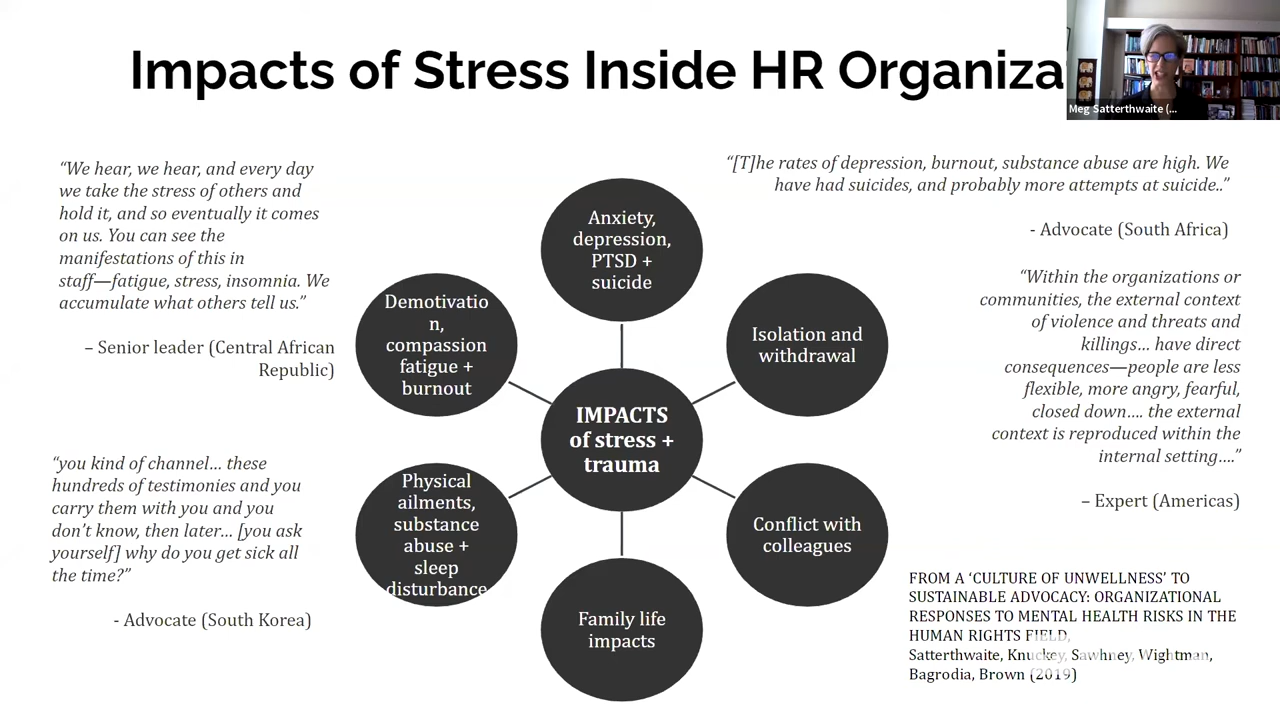 Impacts of Stress Inside HR Organiza
Meg Satterthwaite (...
“We hear, we hear, and every day
we take the stress of others and
hold it, and so eventually it comes
on us. You can see the
manifestations of this in
staff—fatigue, stress, insomnia. We
accumulate what others tell us.”
– Senior leader (Central African
Republic)
“you kind of channel… these
hundreds of testimonies and you
carry them with you and you
don’t know, then later… [you ask
yourself] why do you get sick all
the time?”
- Advocate (South Korea)
Anxiety,
depression,
PTSD +
suicide
Demotivatio
n,
compassion
fatigue +
burnout
Isolation and
withdrawal
IMPACTS
of stress +
trauma
Physical
ailments,
substance
abuse +
sleep
disturbance
Conflict with
colleagues
Family life
impacts
“[T]he rates of depression, burnout, substance abuse are high. We
have had suicides, and probably more attempts at suicide..”
- Advocate (South Africa)
“Within the organizations or
communities, the external context
of violence and threats and
killings… have direct
consequences—people are less
flexible, more angry, fearful,
closed down…. the external
context is reproduced within the
internal setting….”
– Expert (Americas)
FROM A ‘CULTURE OF UNWELLNESS’ TO
SUSTAINABLE ADVOCACY: ORGANIZATIONAL
RESPONSES TO MENTAL HEALTH RISKS IN THE
HUMAN RIGHTS FIELD,
Satterthwaite, Knuckey, Sawhney, Wightman,
Bagrodia, Brown (2019)